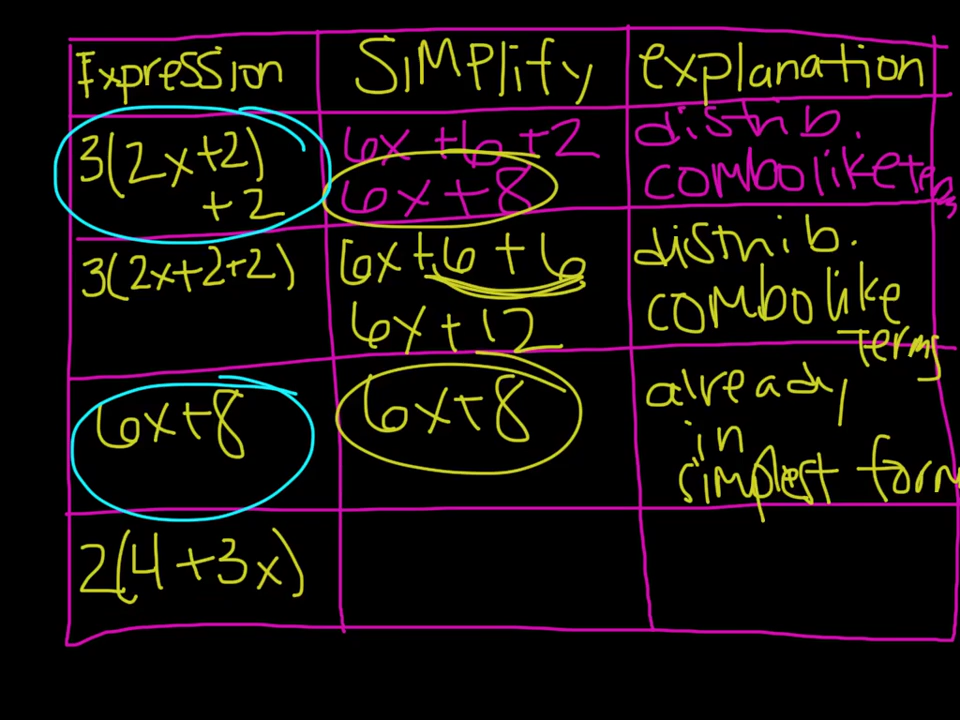 Expression SiMplify explanation
3(2x+2)
+2
6x+6+2
6x+8
distrib.
combo like terms
3(2x+2+2)
6x+6+6
6x+12
distrib.
combo like
Terms
6x+8
6x+8
already
in
simplest form
2(4+3x)